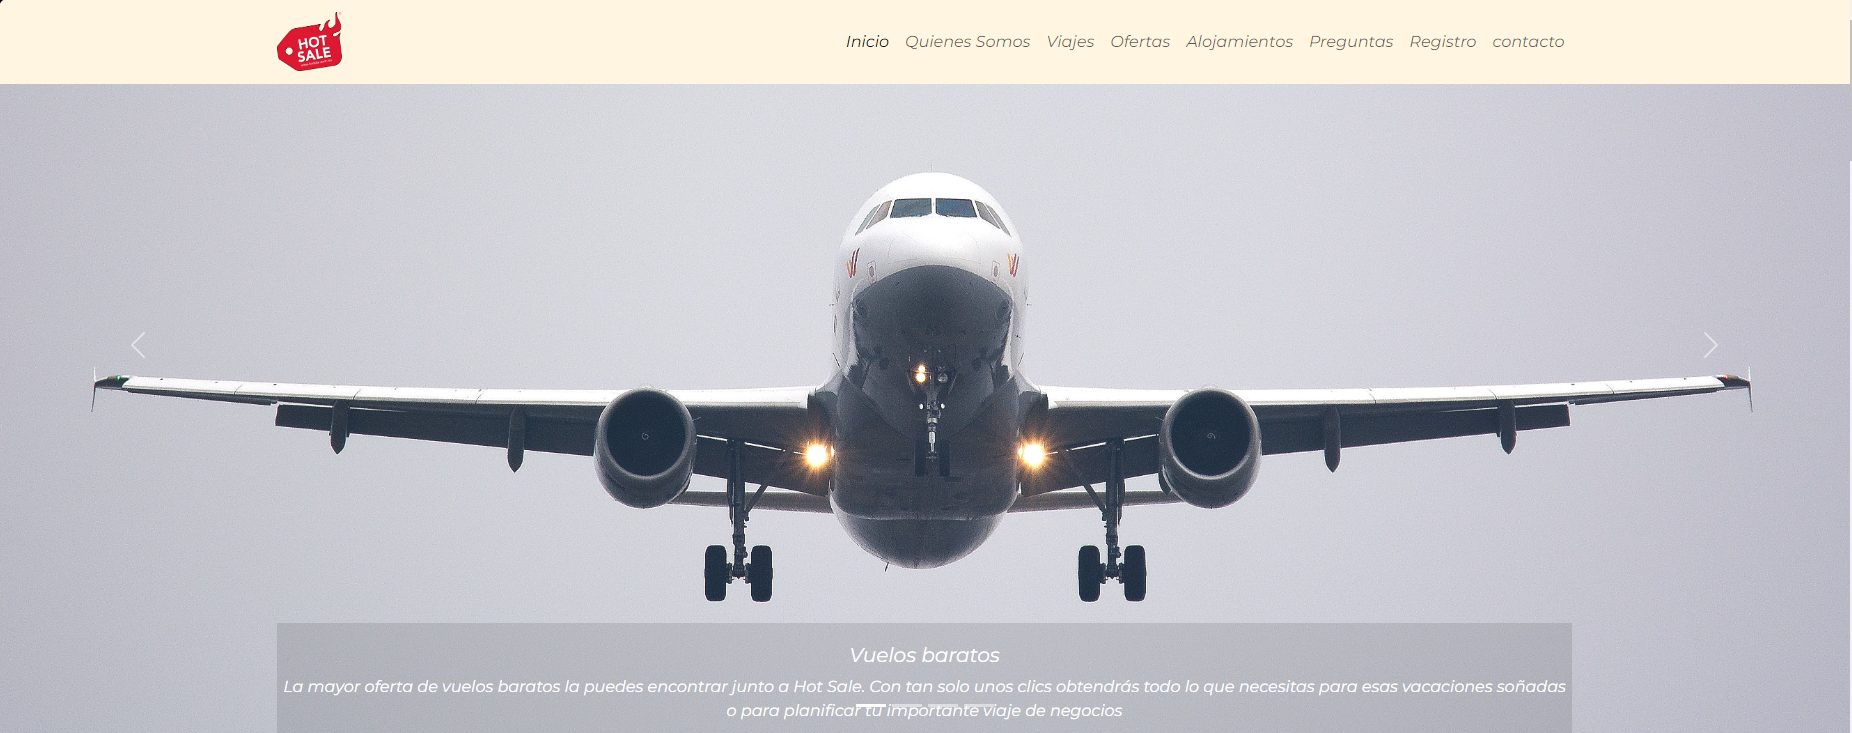 HOT
SALE
Inicio Quienes Somos Viajes Ofertas Alojamientos Preguntas Registro contacto
Vuelos baratos
La mayor oferta de vuelos baratos la puedes encontrar junto a Hot Sale. Con tan solo unos clics obtendrás todo lo que necesitas para esas vacaciones soñadas
o para planificar tu importante viaje de negocios